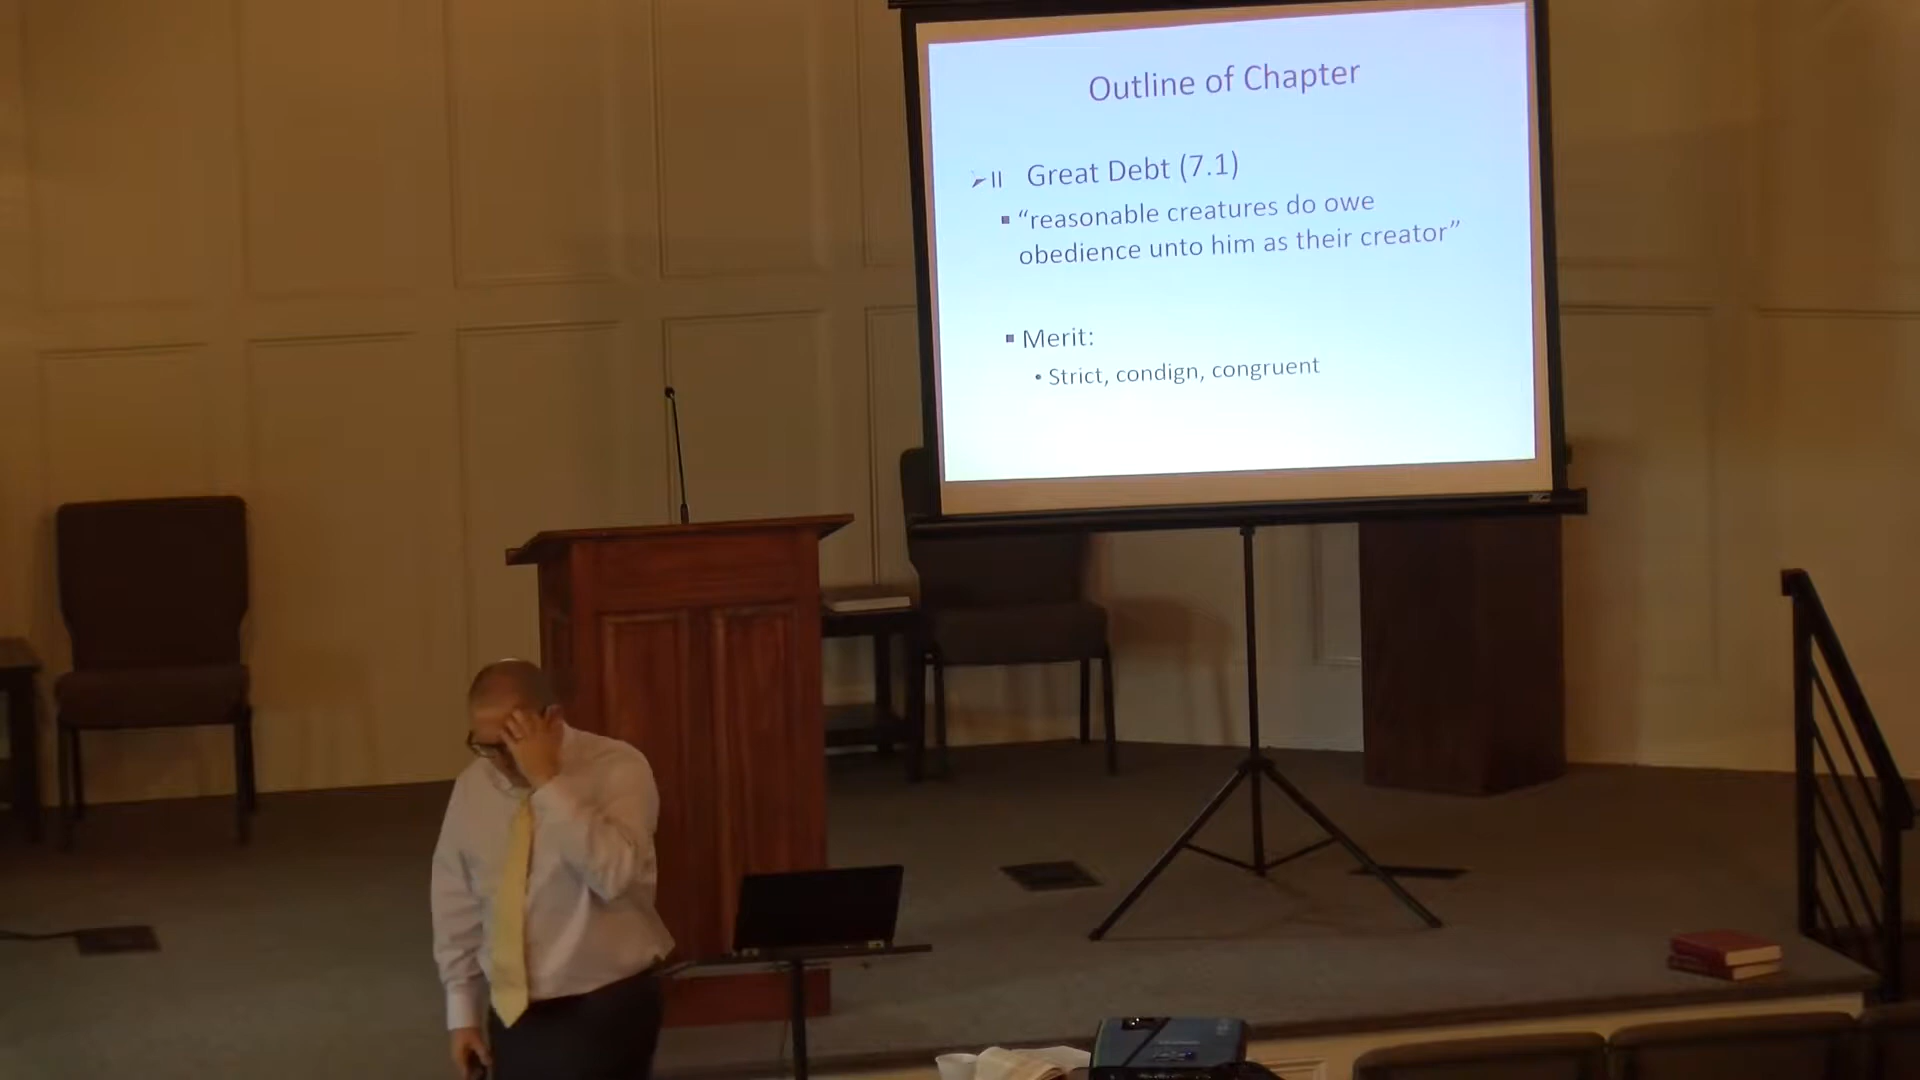 Outline of Chapter
II Great Debt (7.1)
“reasonable creatures do owe
obedience unto him as their creator”
Merit:
Strict, condign, congruent